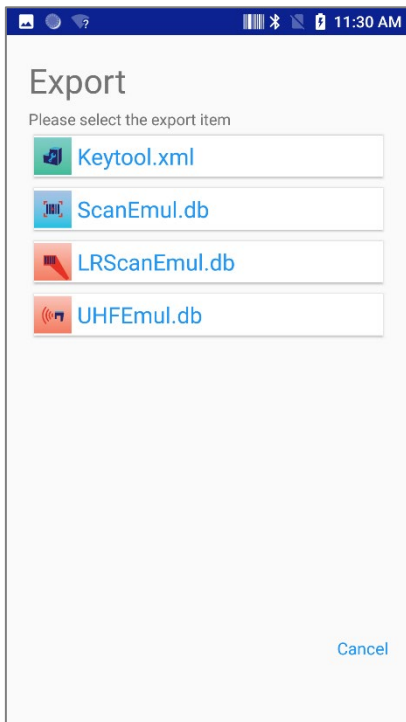 11:30 AM
Export
Please select the export item
Keytool.xml
ScanEmul.db
LRScanEmul.db
UHFEmul.db
Cancel